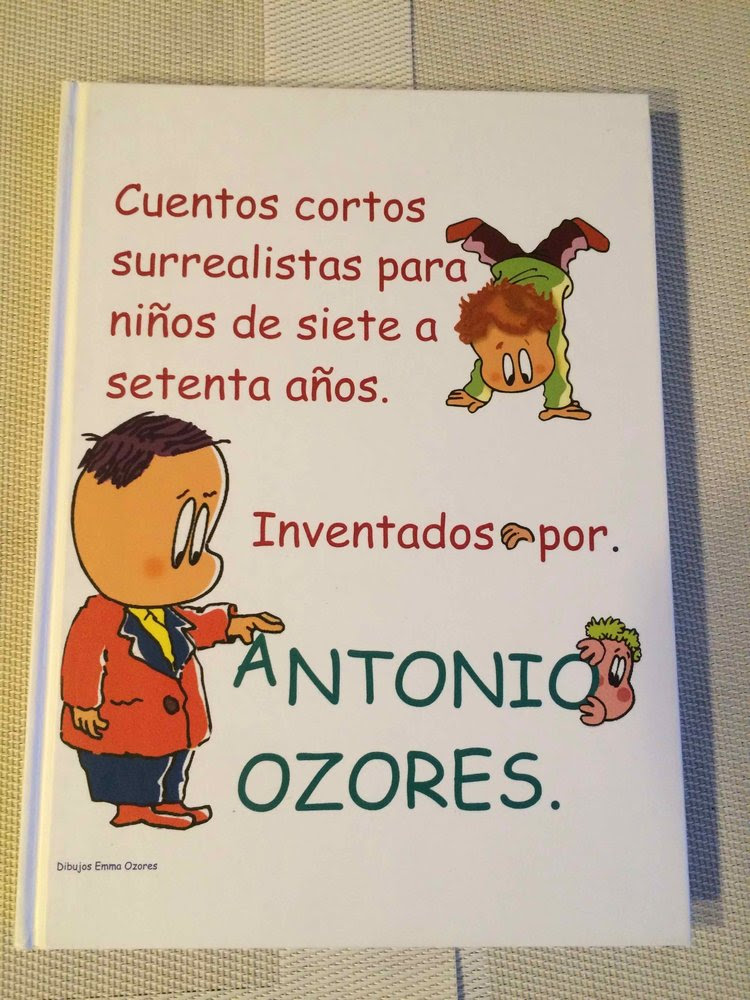 Cuentos cortos
surrealistas para
niños de siete a
setenta años.
Inventados por.
ANTONIO
OZORES.
Dibujos Emma Ozores